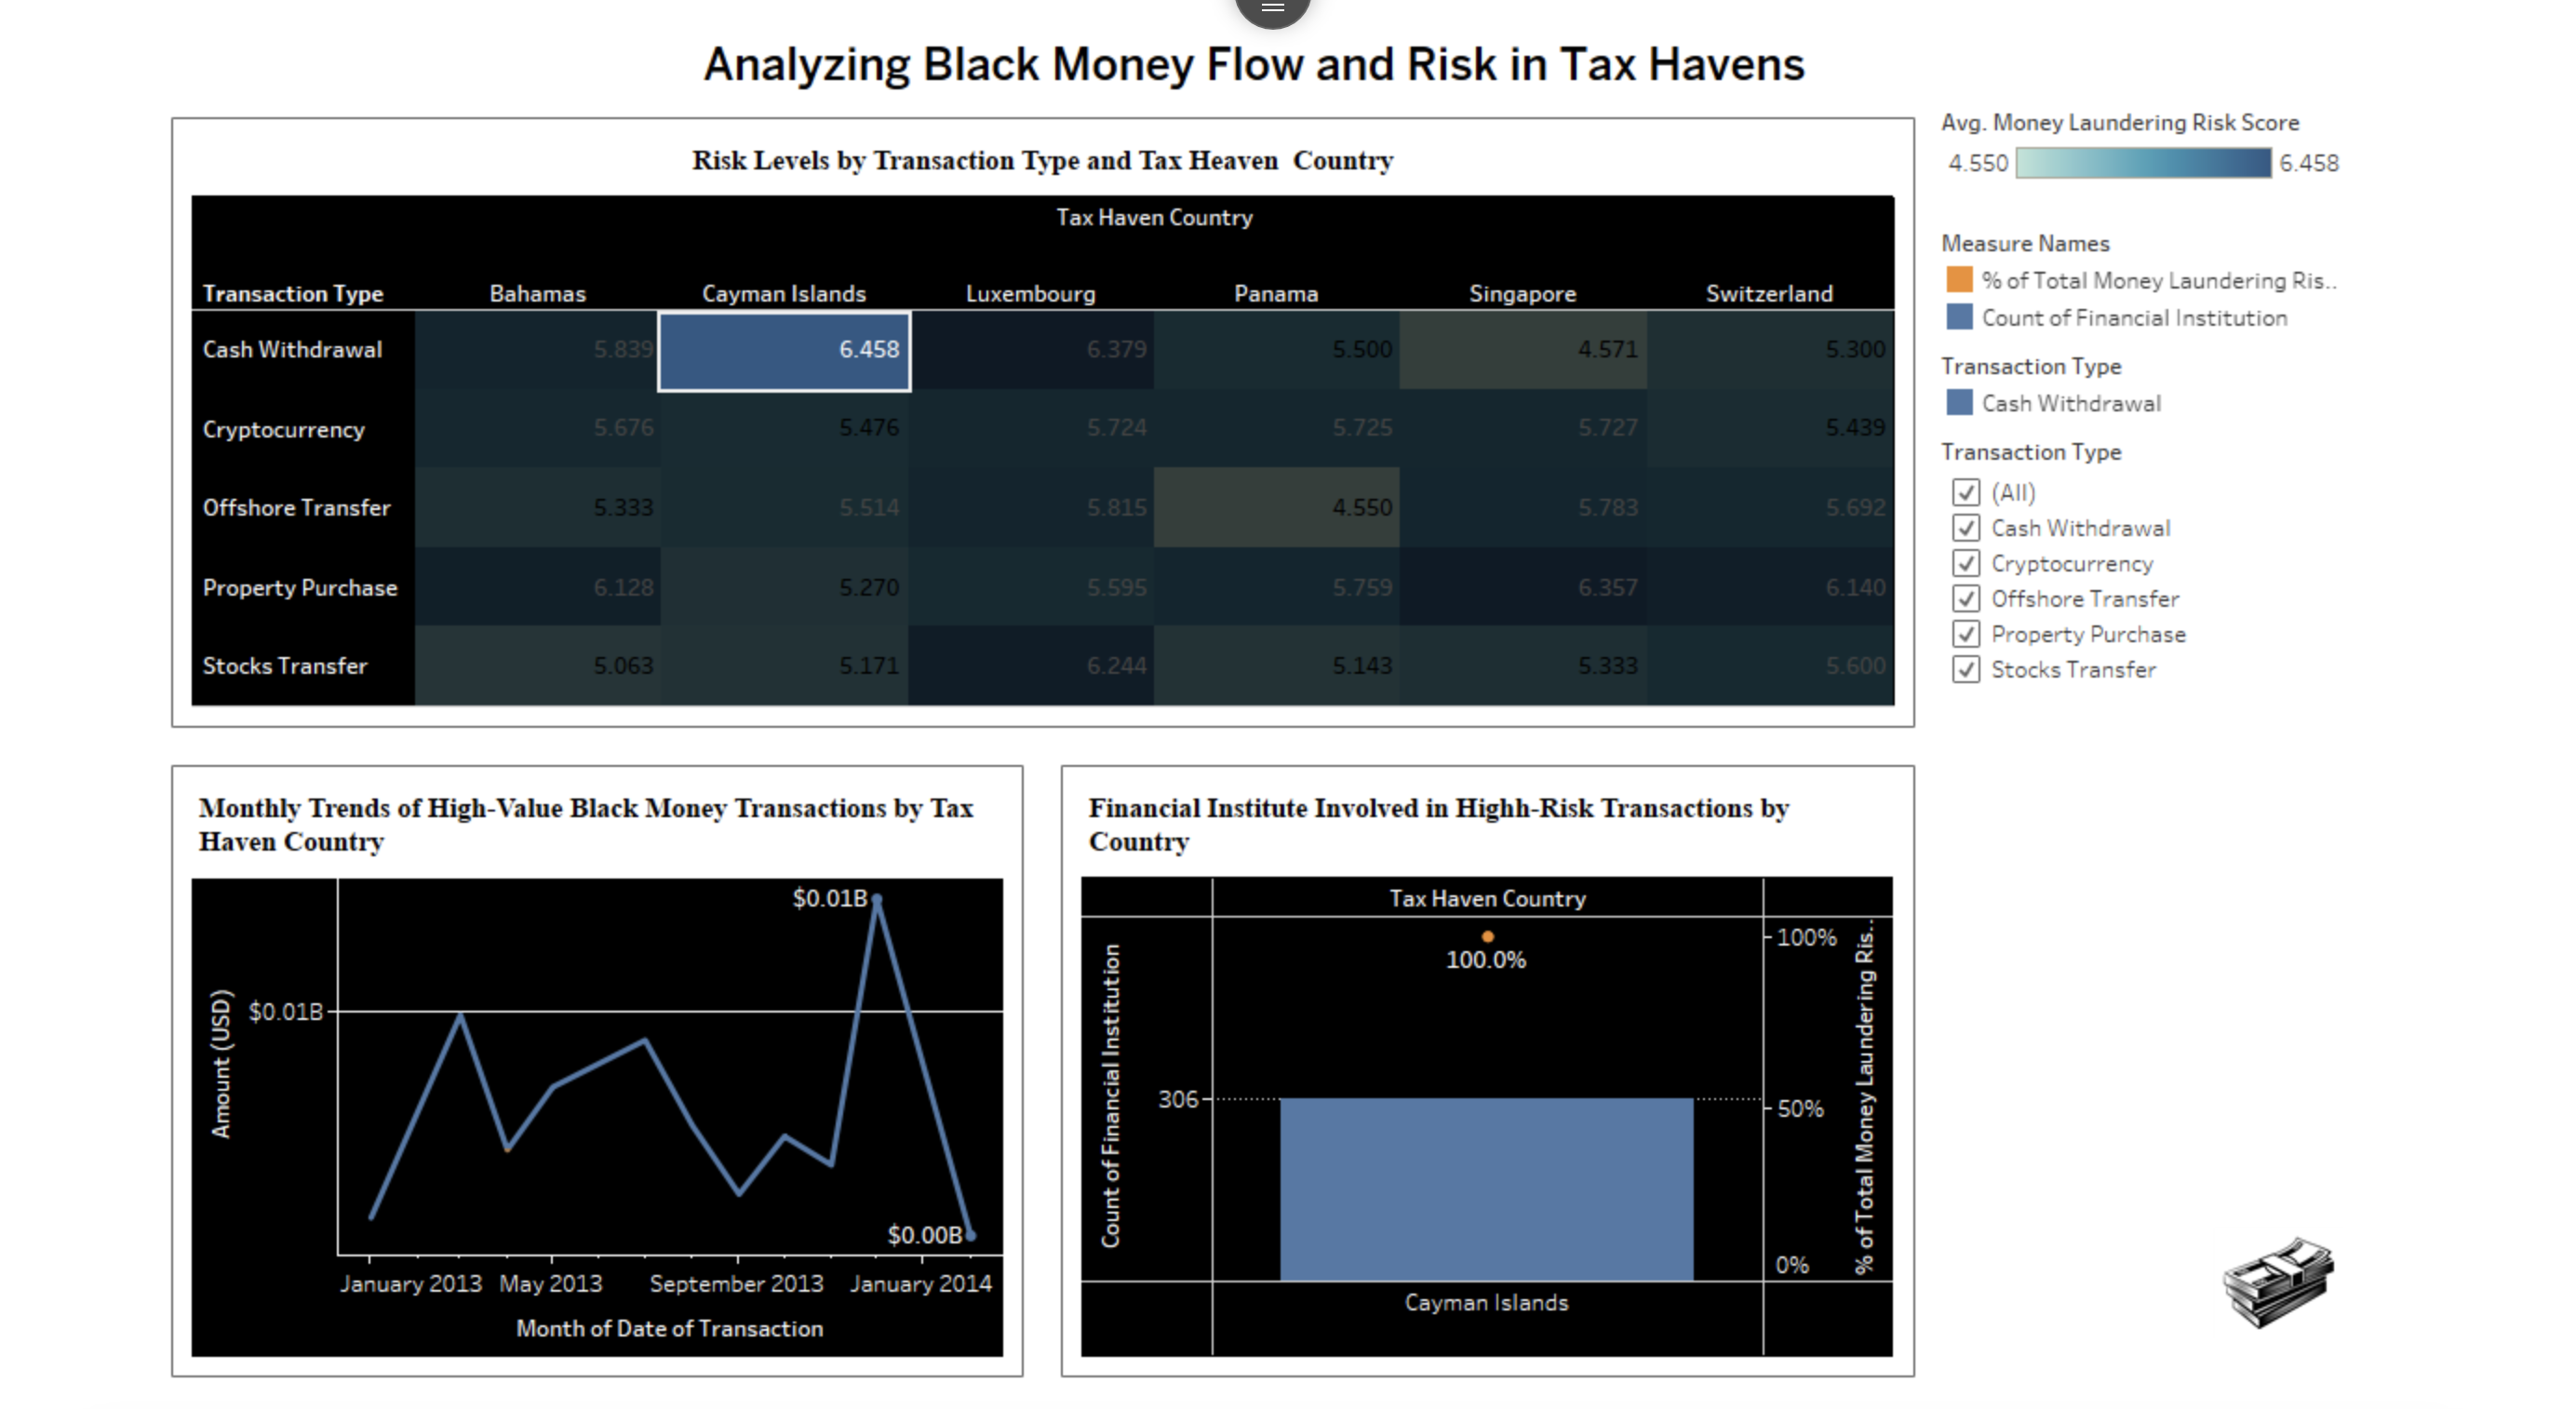 Analyzing Black Money Flow and Risk in Tax Havens
Risk Levels by Transaction Type and Tax Heaven  Country
Tax Haven Country
Transaction Type Bahamas Cayman Islands Luxembourg Panama Singapore Switzerland
Cash Withdrawal 5.839 6.458 6.379 5.500 4.571 5.300
Cryptocurrency 5.676 5.476 5.724 5.725 5.727 5.439
Offshore Transfer 5.333 5.514 5.815 4.550 5.783 5.692
Property Purchase 6.128 5.270 5.595 5.759 6.357 6.140
Stocks Transfer 5.063 5.171 6.244 5.143 5.333 5.600
Avg. Money Laundering Risk Score
4.550 6.458
Measure Names
% of Total Money Laundering Ris..
Count of Financial Institution
Transaction Type
Cash Withdrawal
Transaction Type
(All)
Cash Withdrawal
Cryptocurrency
Offshore Transfer
Property Purchase
Stocks Transfer
Monthly Trends of High-Value Black Money Transactions by Tax
Haven Country
$0.01B
$0.01B
$0.00B
Amount (USD)
January 2013 May 2013 September 2013 January 2014
Month of Date of Transaction
Financial Institute Involved in Highh-Risk Transactions by
Country
Tax Haven Country
100.0%
100%
306
50%
0%
Count of Financial Institution
% of Total Money Laundering Ris..
Cayman Islands